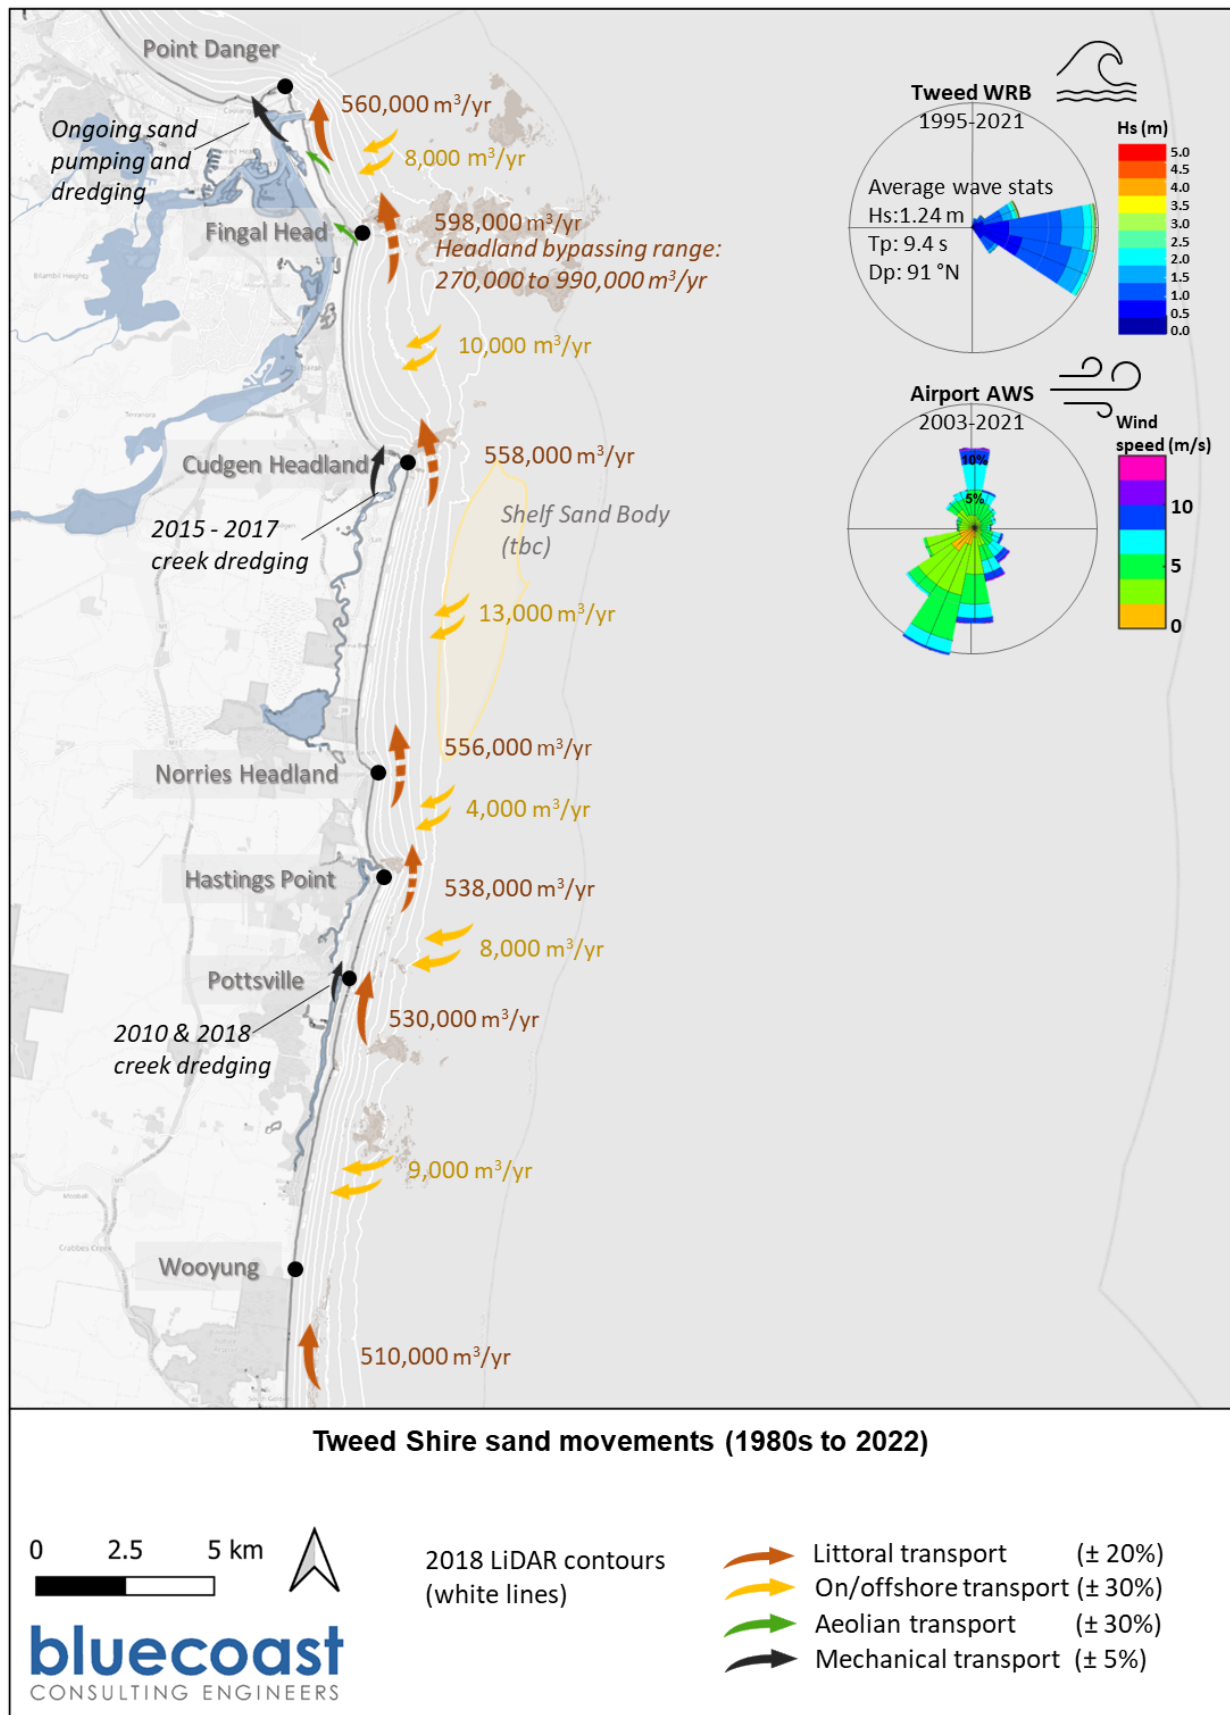 Point Danger
560,000 m³/yr
Ongoing sand
pumping and
dredging
8,000 m³/yr
Fingal Head
598,000 m³/yr
Headland bypassing range:
270,000 to 990,000 m³/yr
10,000 m³/yr
Cudgen Headland
558,000 m³/yr
Shelf Sand Body
(tbc)
2015 - 2017
creek dredging
13,000 m³/yr
556,000 m³/yr
Norries Headland
4,000 m³/yr
Hastings Point
538,000 m³/yr
8,000 m³/yr
Pottsville
530,000 m³/yr
2010 & 2018
creek dredging
9,000 m³/yr
Wooyung
510,000 m³/yr
Tweed WRB
1995-2021
Average wave stats
Hs:1.24 m
Tp: 9.4 s
Dp: 91 °N
Hs (m)
5.0
4.5
4.0
3.5
3.0
2.5
2.0
1.5
1.0
0.5
0.0
Airport AWS
2003-2021
10%
5%
Wind
speed (m/s)
10
5
0
Tweed Shire sand movements (1980s to 2022)
0 2.5 5 km
2018 LiDAR contours
(white lines)
Littoral transport (± 20%)
On/offshore transport (± 30%)
Aeolian transport (± 30%)
Mechanical transport (± 5%)
bluecoast
CONSULTING ENGINEERS